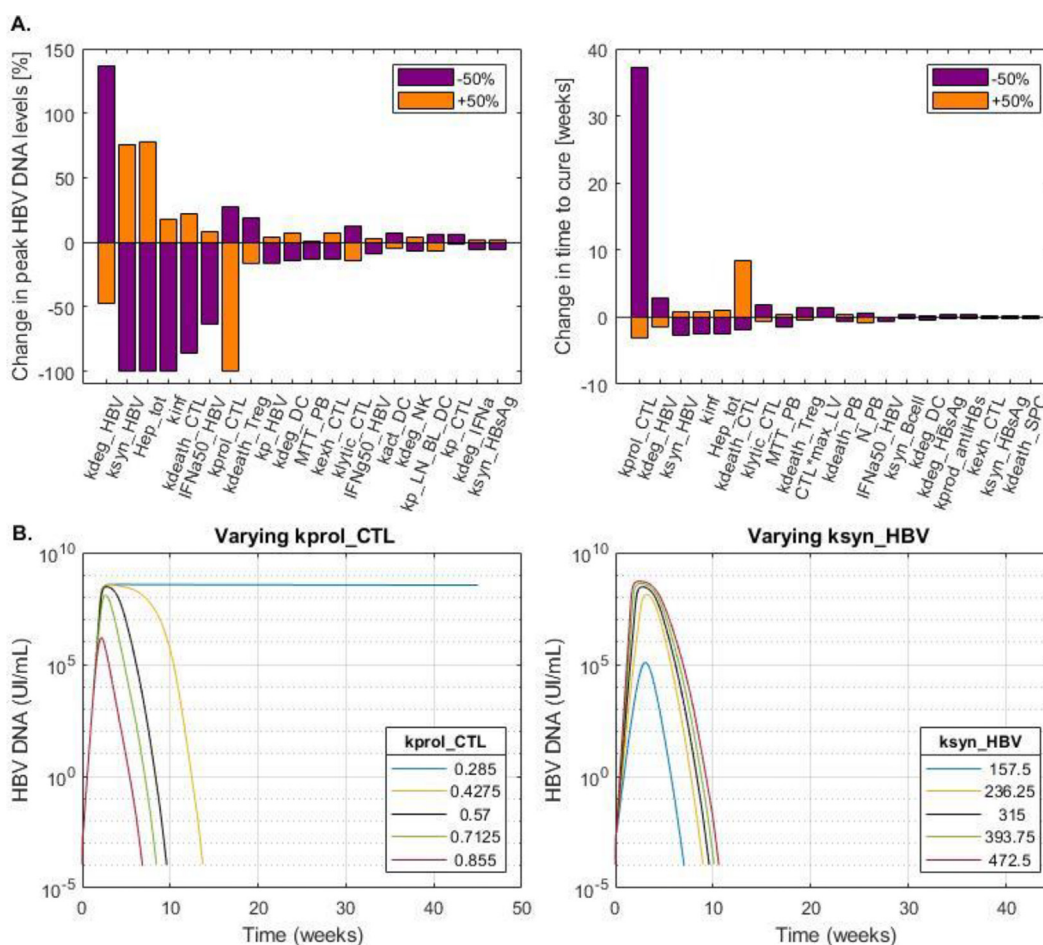 A.
Change in peak HBV DNA levels [%]
150
100
50
0
-50
-100
-50%
+50%
kdeg_HBV
ksyn_HBV
Hep_tot
kinf
kdeath_CTL
IFNa50_HBV
kprol_CTL
kdeath_Treg
kp_HBV
kdeg_DC
MTT_PB
kexh_CTL
klytic_CTL
IFNg50_HBV
kact_DC
kdeg_NK
kp_LN_BL_DC
kp_CTL
kdeg_IFNa
ksyn_HBsAg
Change in time to cure [weeks]
40
30
20
10
0
-10
-50%
+50%
kprol_CTL
kdeg_HBV
ksyn_HBV
kinf
Hep_tot
kdeath_CTL
klytic_CTL
MTT_PB
kdeath_Treg
CTL*max_LV
kdeath_PB
N_PB
IFNa50_HBV
ksyn_Bcell
kdeg_DC
kdeg_HBsAg
kprod_antiHBs
kexh_CTL
ksyn_HBsAg
kdeath_SPC
B.
Varying kprol_CTL
HBV DNA (UI/mL)
10^10
10^5
10^0
10^-5
0 10 20 30 40 50
Time (weeks)
kprol_CTL
0.285
0.4275
0.57
0.7125
0.855
Varying ksyn_HBV
HBV DNA (UI/mL)
10^10
10^5
10^0
10^-5
0 10 20 30 40
Time (weeks)
ksyn_HBV
157.5
236.25
315
393.75
472.5